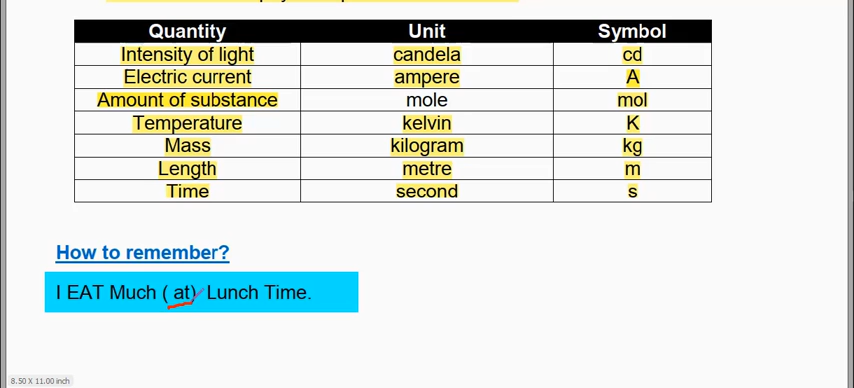 Quantity Unit Symbol
Intensity of light candela cd
Electric current ampere A
Amount of substance mole mol
Temperature kelvin K
Mass kilogram kg
Length metre m
Time second s
How to remember?
I EAT Much ( at) Lunch Time.
8.50 X 11.00 inch